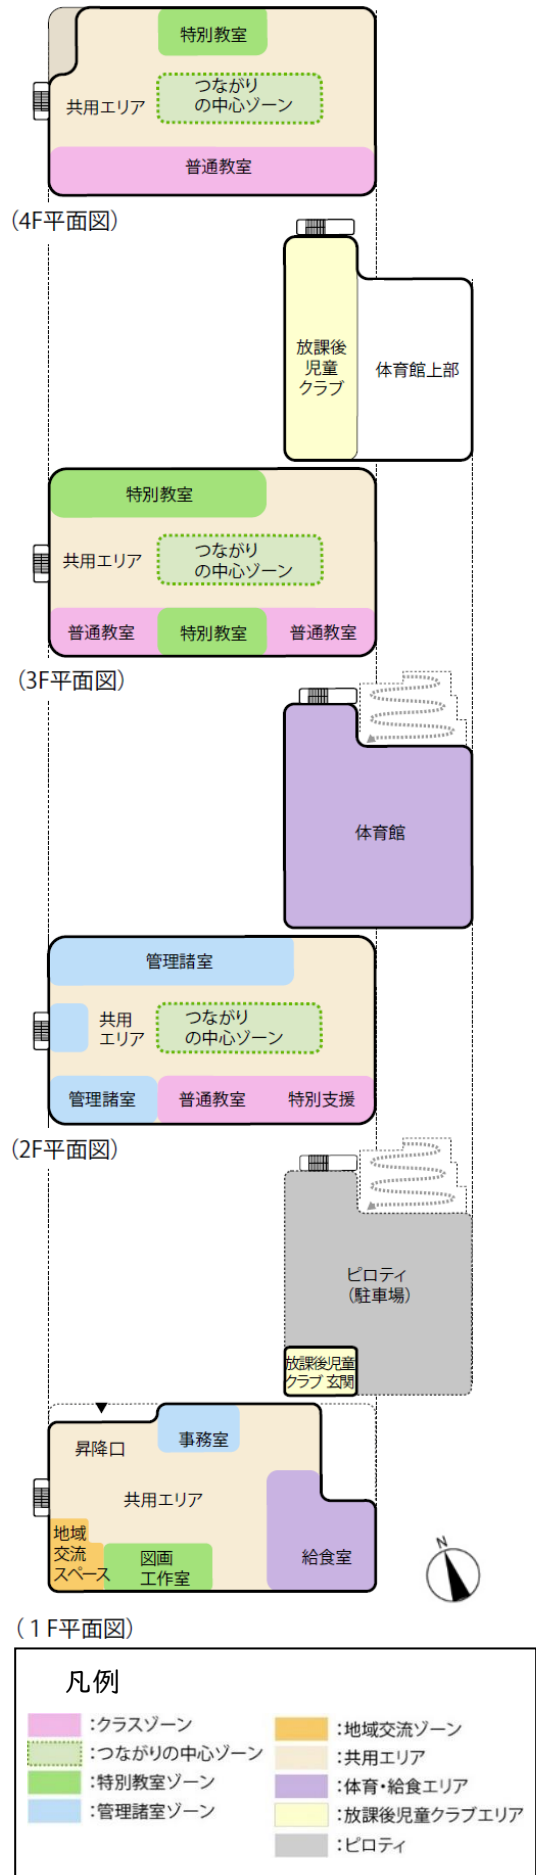 特別教室
つながり
の中心ゾーン
共用エリア
普通教室
(4F平面図)
放課後
児童
クラブ
体育館上部
特別教室
つながり
の中心ゾーン
共用エリア
普通教室
特別教室
普通教室
(3F平面図)
体育館
管理諸室
共用
エリア
つながり
の中心ゾーン
管理諸室
普通教室
特別支援
(2F平面図)
ピロティ
(駐車場)
放課後児童
クラブ 玄関
昇降口
事務室
共用エリア
地域
交流
スペース
図画
工作室
給食室
N
(1F平面図)
凡例
:クラスゾーン
:つながりの中心ゾーン
:特別教室ゾーン
:管理諸室ゾーン
:地域交流ゾーン
:共用エリア
:体育・給食エリア
:放課後児童クラブエリア
:ピロティ